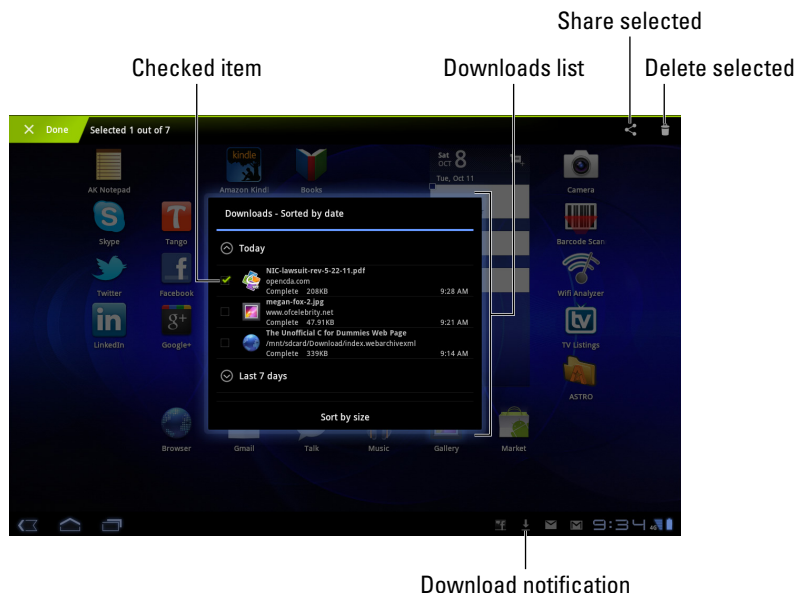 Share selected
Checked item
Downloads list
Delete selected
Done
Selected 1 out of 7
kindle
Sat
OCT
8
Tue, Oct 11
AK Notepad
Amazon Kindl
Books
Camera
Skype
Tango
Barcode Scan
Twitter
Facebook
Wifi Analyzer
in
g+
tv
LinkedIn
Google+
TV Listings
ASTRO
Downloads - Sorted by date
Today
NIC-lawsuit-rev-5-22-11.pdf
opencda.com
Complete 208KB 9:28 AM
megan-fox-2.jpg
www.ofcelebrity.net
Complete 47.91KB 9:21 AM
The Unofficial C for Dummies Web Page
/mnt/sdcard/Download/index.webarchivexml
Complete 339KB 9:14 AM
Last 7 days
Sort by size
Browser
Gmail
Talk
Music
Gallery
Market
9:34
4G
Download notification